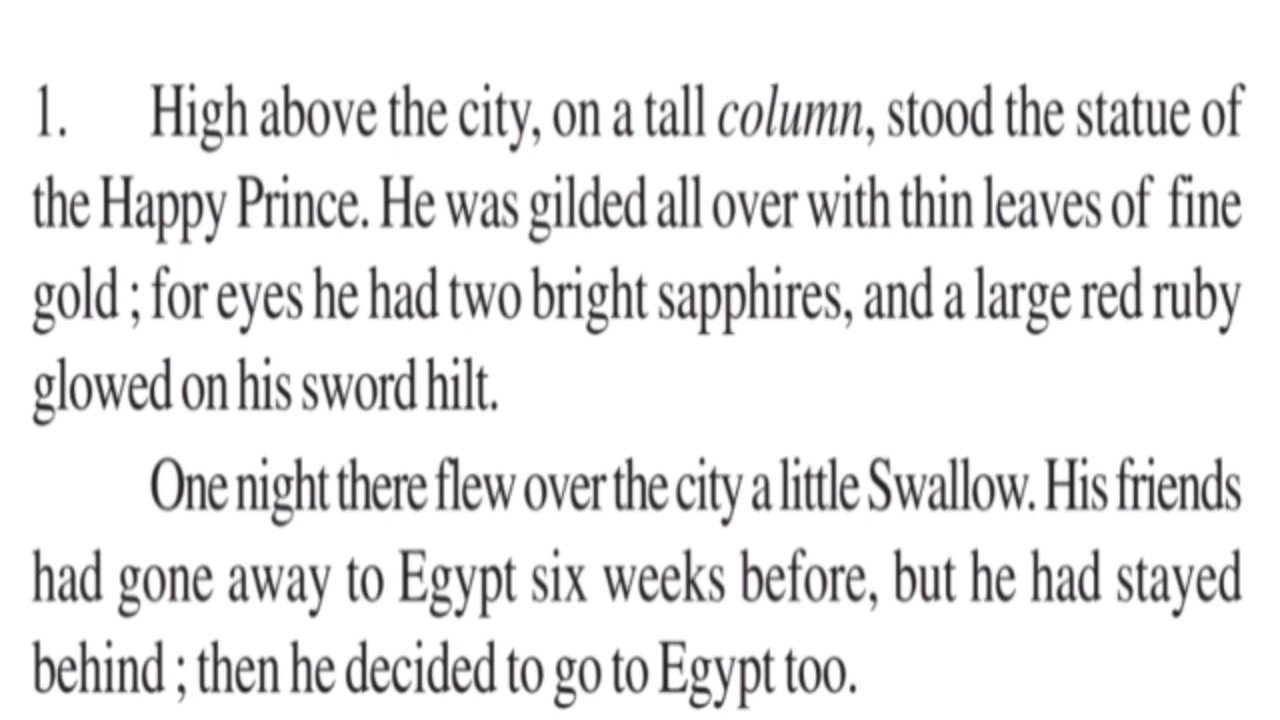 1. High above the city, on a tall column, stood the statue of
the Happy Prince. He was gilded all over with thin leaves of fine
gold ; for eyes he had two bright sapphires, and a large red ruby
glowed on his sword hilt.
One night there flew over the city a little Swallow. His friends
had gone away to Egypt six weeks before, but he had stayed
behind ; then he decided to go to Egypt too.